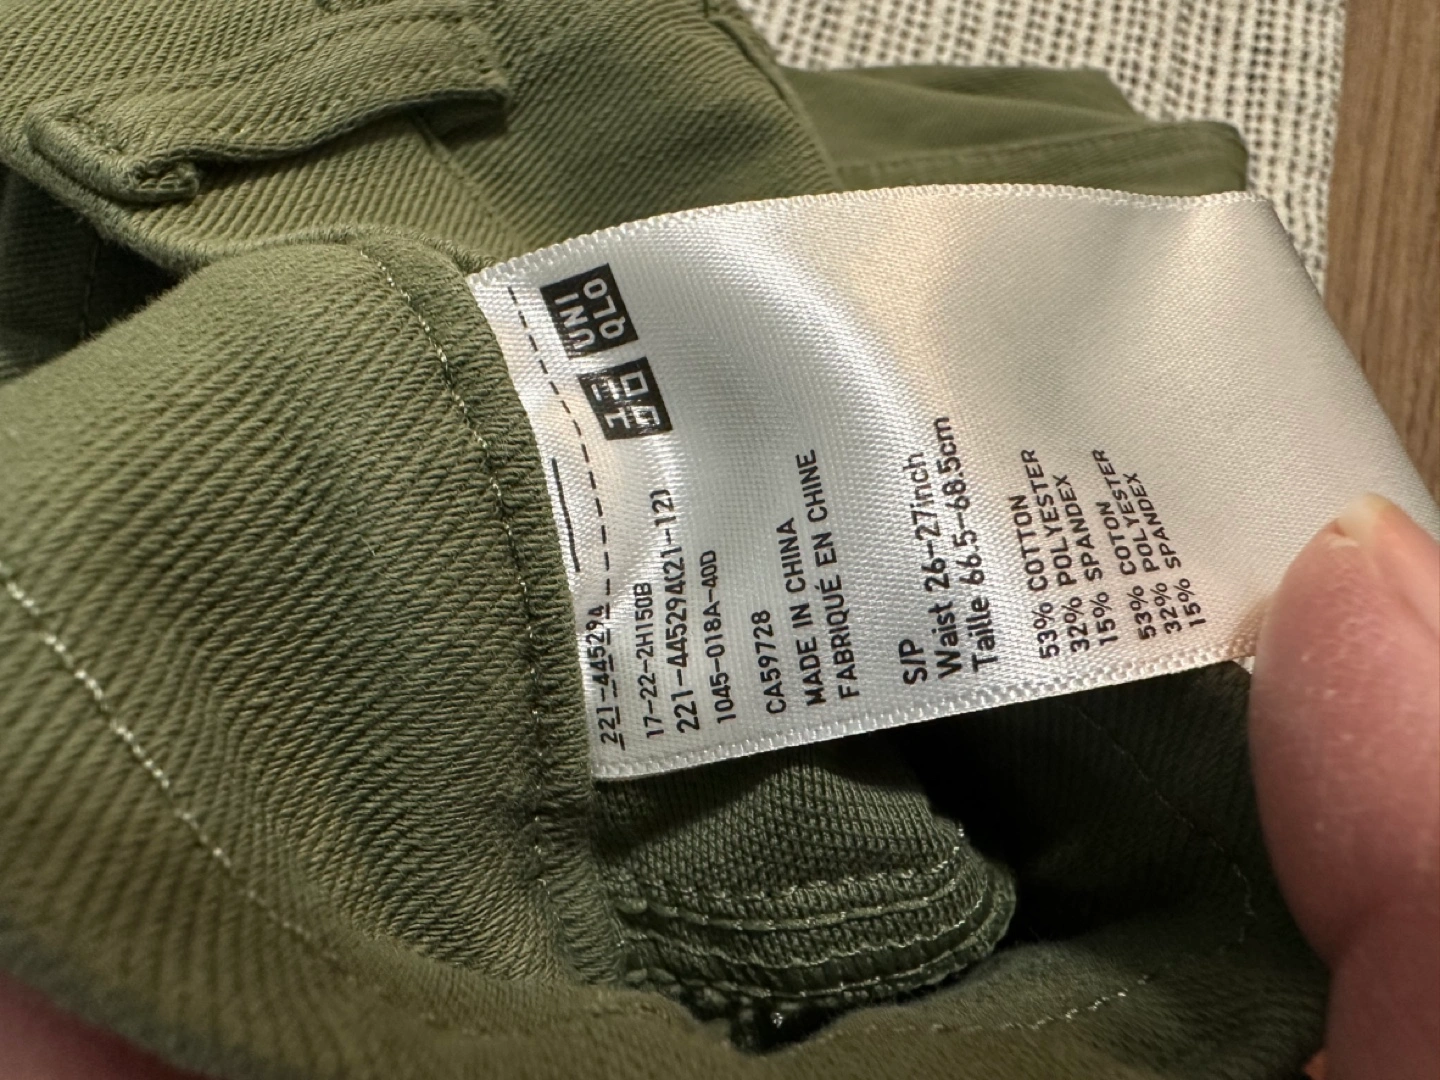 UNI
QLO
ユニ
クロ
221-445294
17-22-2H150B
221-445294(21-12)
1045-018A-40D
CA59728
MADE IN CHINA
FABRIQUÉ EN CHINE
S/P
Waist 26-27inch
Taille 66.5-68.5cm
53% COTTON
32% POLYESTER
15% SPANDEX
53% COTON
32% POLYESTER
15% SPANDEX